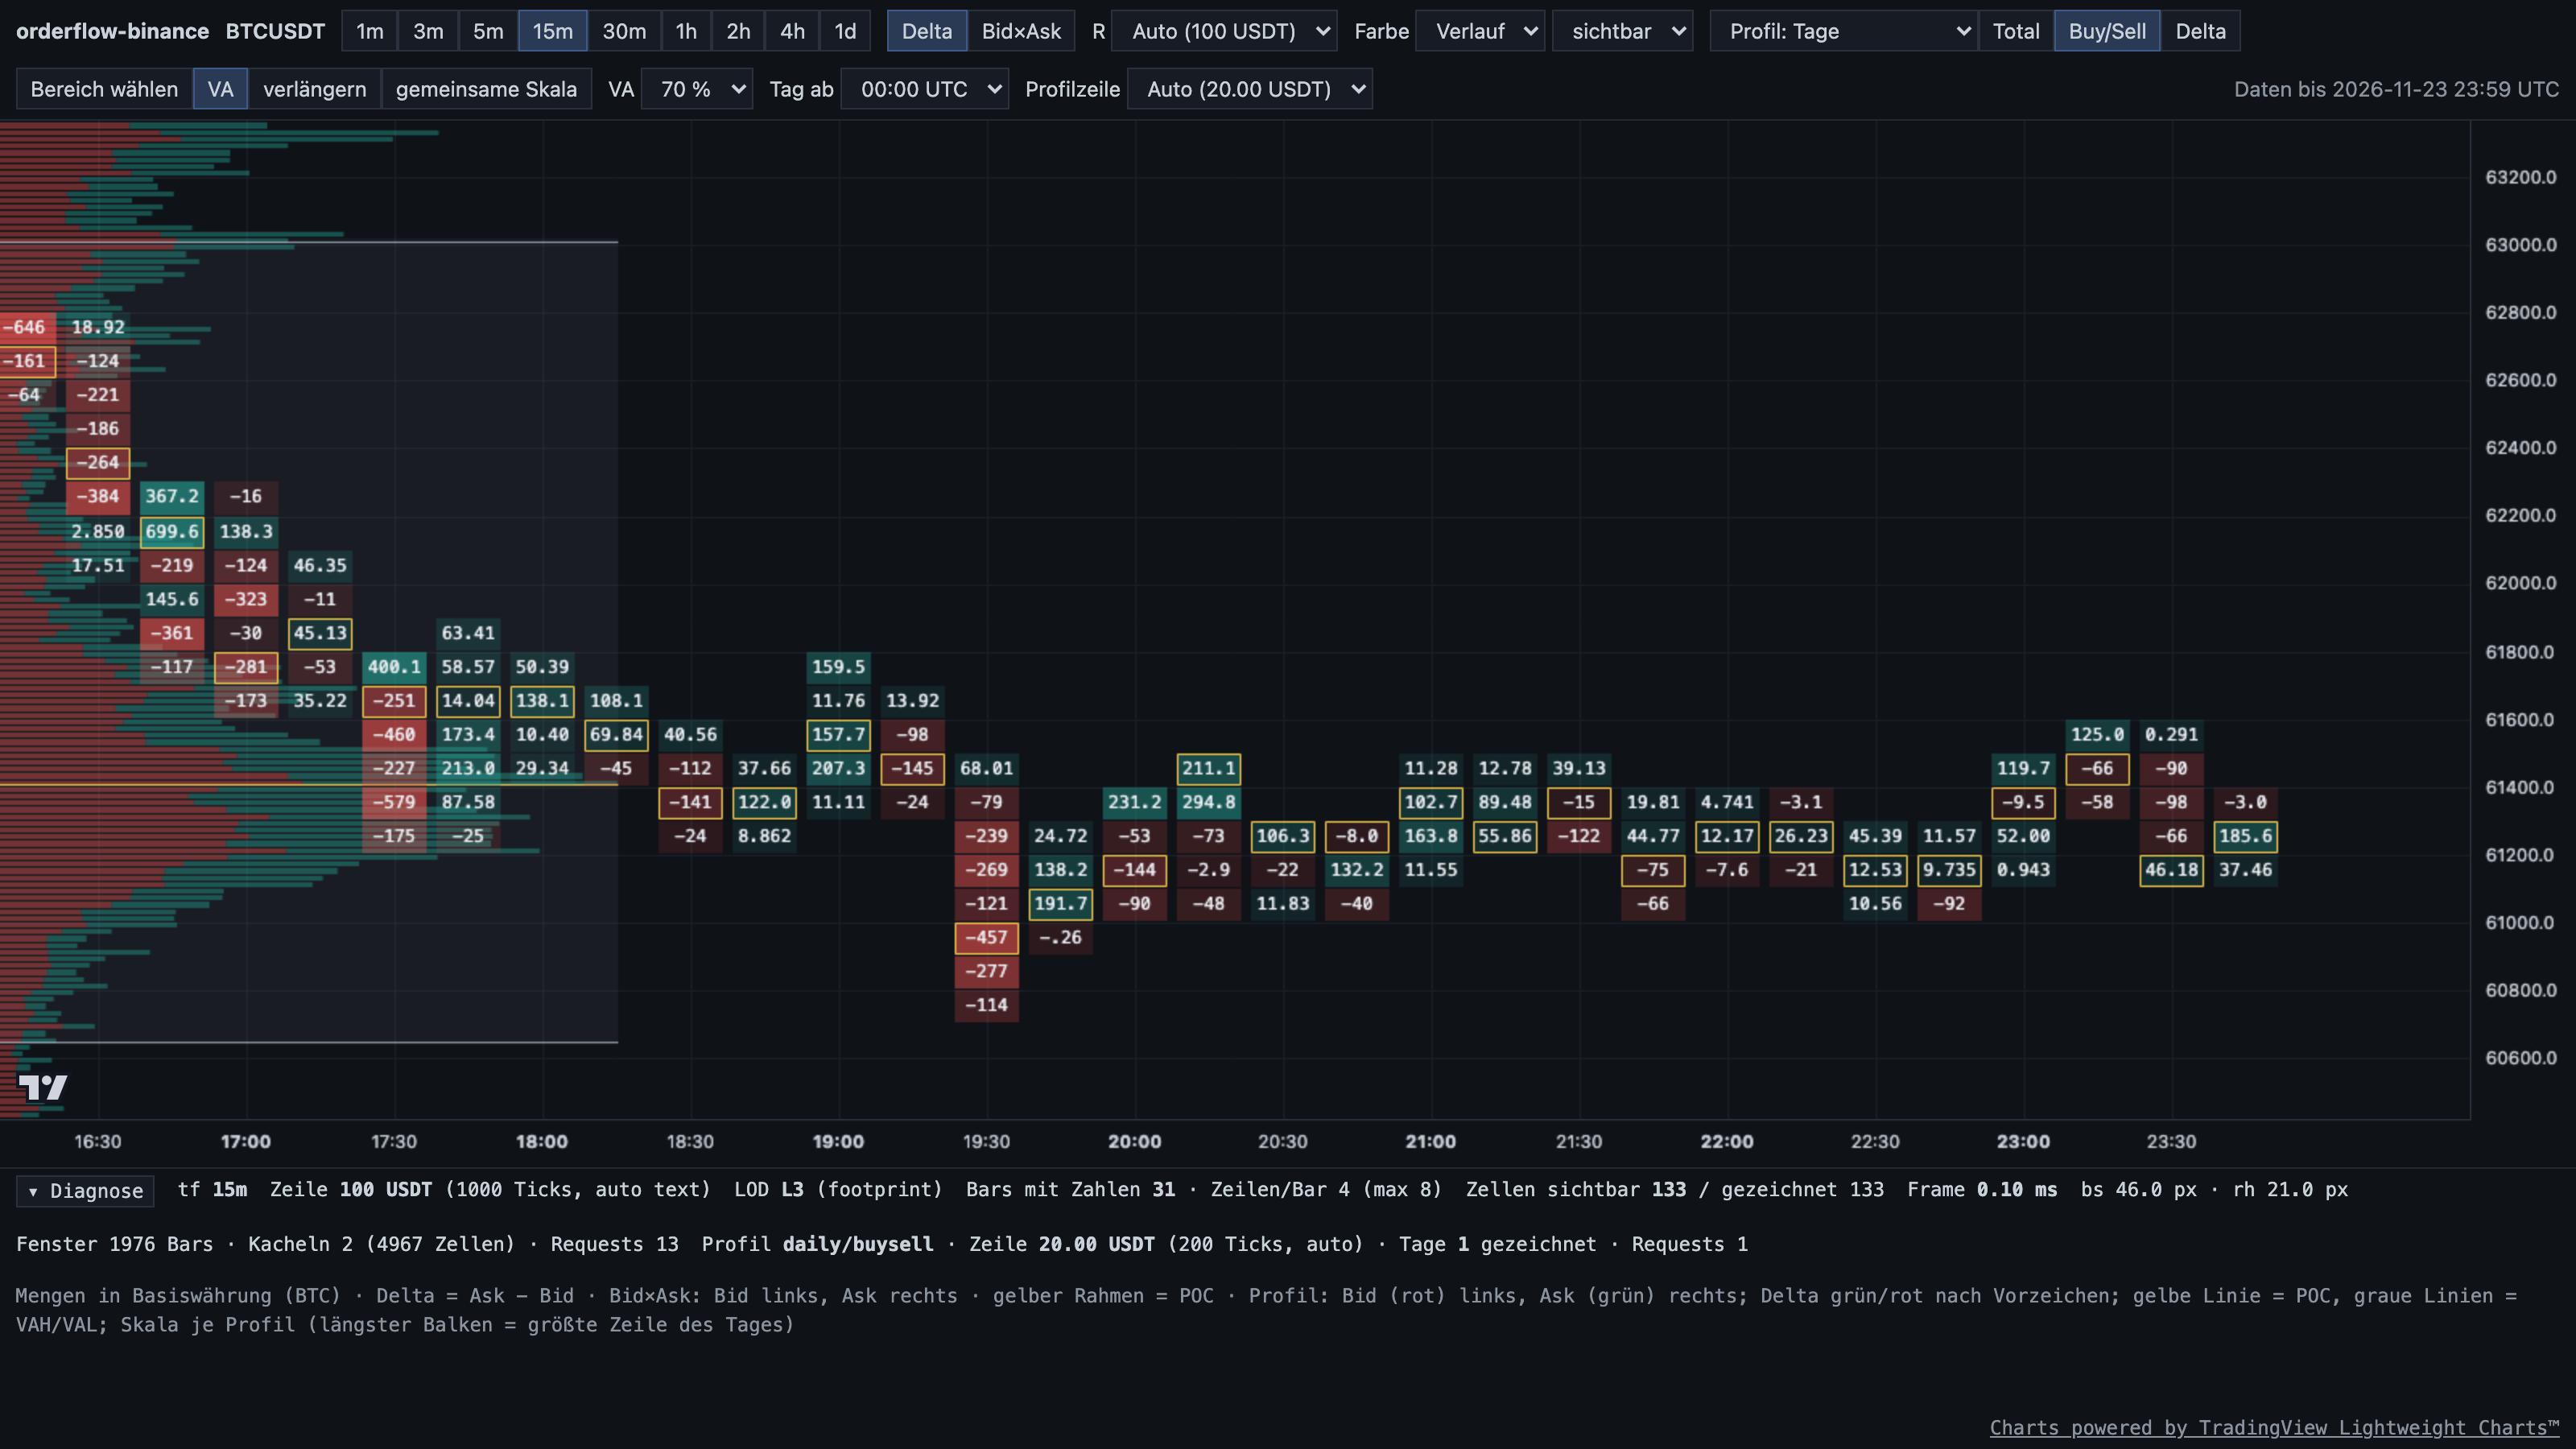 orderflow-binance BTCUSDT 1m 3m 5m 15m 30m 1h 2h 4h 1d Delta Bid×Ask R Auto (100 USDT) Farbe Verlauf sichtbar Profil: Tage Total Buy/Sell Delta
Bereich wählen VA verlängern gemeinsame Skala VA 70 % Tag ab 00:00 UTC Profilzeile Auto (20.00 USDT) Daten bis 2026-11-23 23:59 UTC
63200.0
63000.0
62800.0
−646 18.92
−161 −124
62600.0
−64 −221
−186
62400.0
−264
−384 367.2 −16
62200.0
2.850 699.6 138.3
17.51 −219 −124 46.35
62000.0
145.6 −323 −11
−361 −30 45.13 63.41
61800.0
−117 −281 −53 400.1 58.57 50.39 159.5
−173 35.22 −251 14.04 138.1 108.1 11.76 13.92
61600.0
−460 173.4 10.40 69.84 40.56 157.7 −98 125.0 0.291
−227 213.0 29.34 −45 −112 37.66 207.3 −145 68.01 211.1 11.28 12.78 39.13 119.7 −66 −90
61400.0
−579 87.58 −141 122.0 11.11 −24 −79 231.2 294.8 102.7 89.48 −15 19.81 4.741 −3.1 −9.5 −58 −98 −3.0
−175 −25 −24 8.862 −239 24.72 −53 −73 106.3 −8.0 163.8 55.86 −122 44.77 12.17 26.23 45.39 11.57 52.00 −66 185.6
61200.0
−269 138.2 −144 −2.9 −22 132.2 11.55 −75 −7.6 −21 12.53 9.735 0.943 46.18 37.46
−121 191.7 −90 −48 11.83 −40 −66 10.56 −92
61000.0
−457 −.26
−277
60800.0
−114
60600.0
16:30 17:00 17:30 18:00 18:30 19:00 19:30 20:00 20:30 21:00 21:30 22:00 22:30 23:00 23:30
▾ Diagnose tf 15m Zeile 100 USDT (1000 Ticks, auto text) LOD L3 (footprint) Bars mit Zahlen 31 · Zeilen/Bar 4 (max 8) Zellen sichtbar 133 / gezeichnet 133 Frame 0.10 ms bs 46.0 px · rh 21.0 px
Fenster 1976 Bars · Kacheln 2 (4967 Zellen) · Requests 13 Profil daily/buysell · Zeile 20.00 USDT (200 Ticks, auto) · Tage 1 gezeichnet · Requests 1
Mengen in Basiswährung (BTC) · Delta = Ask − Bid · Bid×Ask: Bid links, Ask rechts · gelber Rahmen = POC · Profil: Bid (rot) links, Ask (grün) rechts; Delta grün/rot nach Vorzeichen; gelbe Linie = POC, graue Linien =
VAH/VAL; Skala je Profil (längster Balken = größte Zeile des Tages)
Charts powered by TradingView Lightweight Charts™